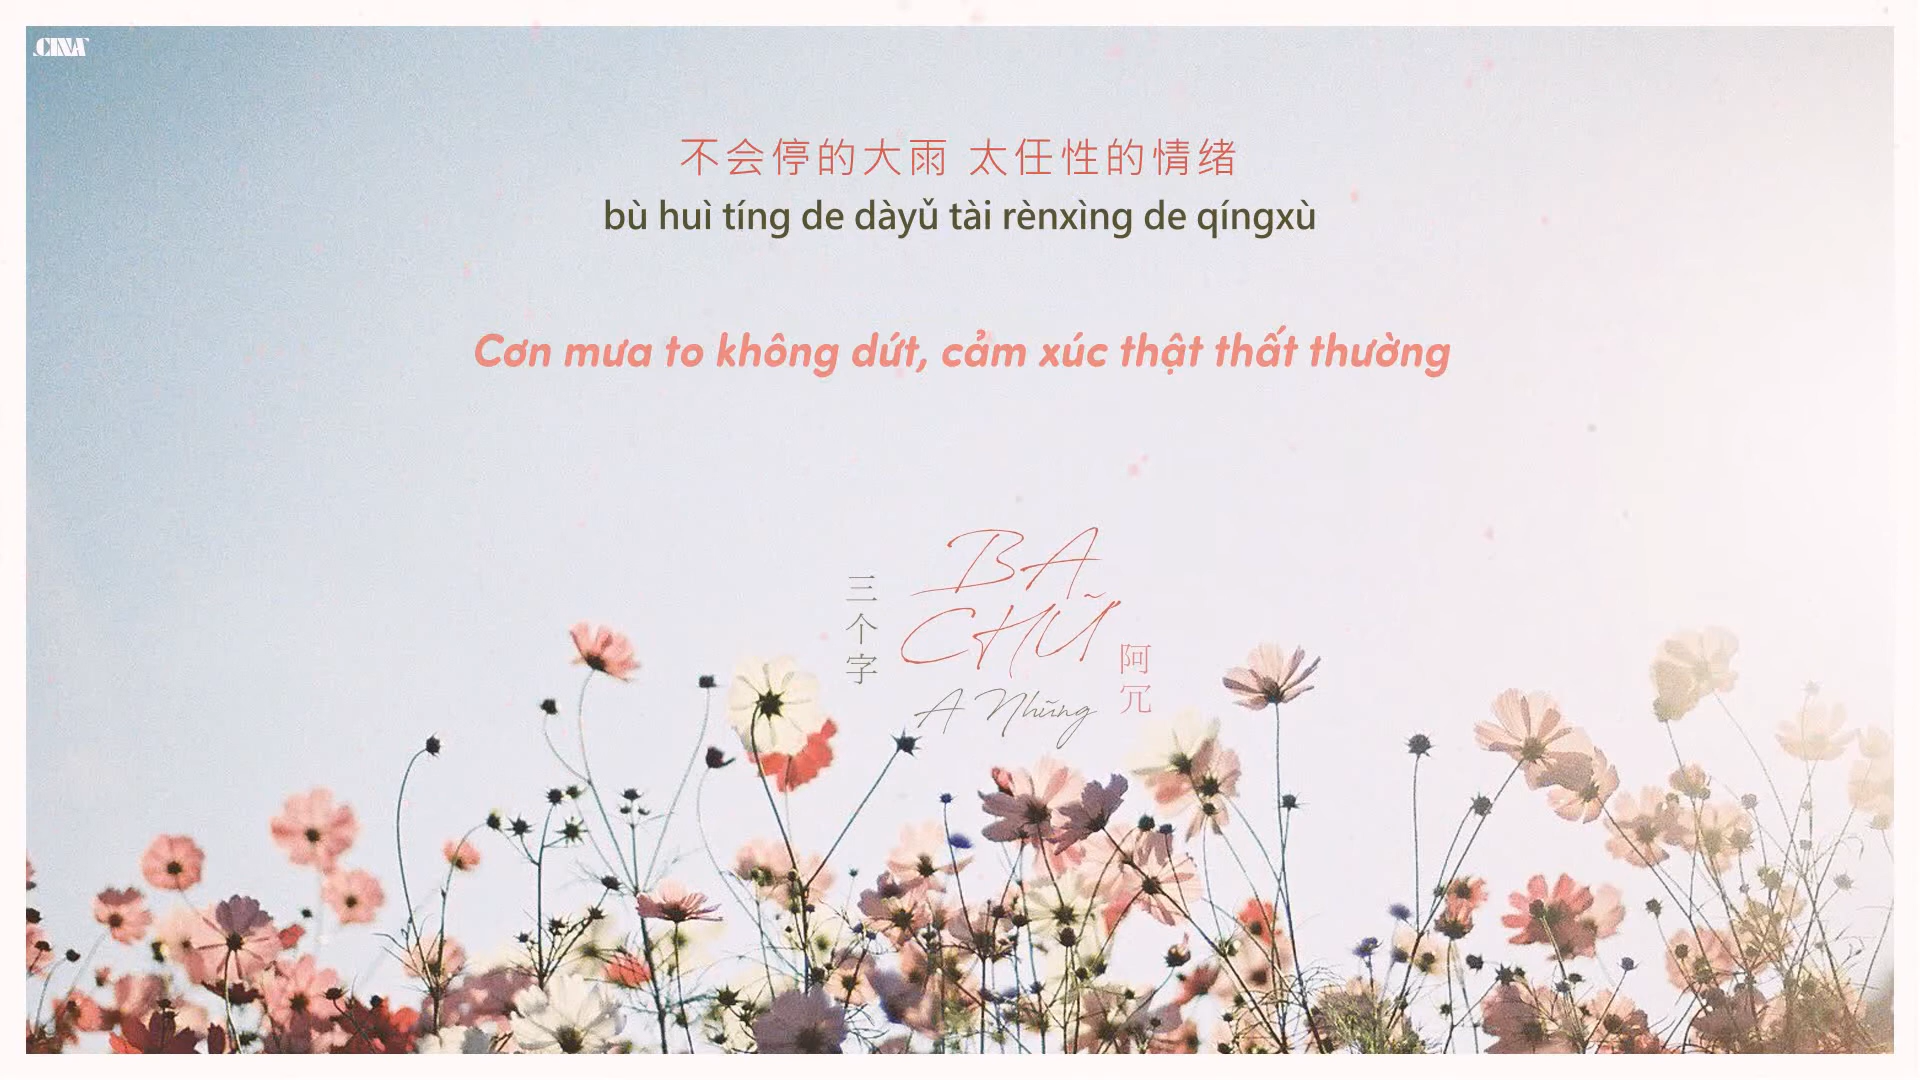 CINA
不会停的大雨 太任性的情绪
bù huì tíng de dàyǔ tài rènxìng de qíngxù
Cơn mưa to không dứt, cảm xúc thật thất thường
三个字
BA
CHỮ
A Nhũng
阿冗